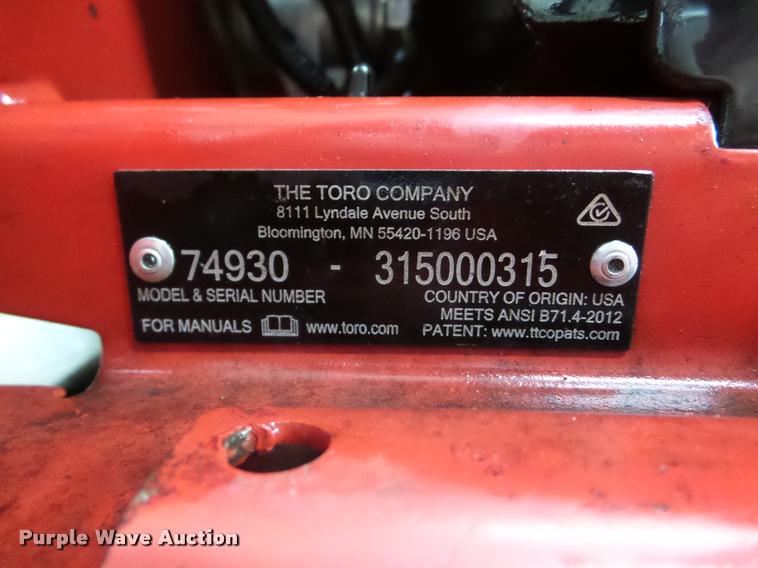 THE TORO COMPANY
8111 Lyndale Avenue South
Bloomington, MN 55420-1196 USA
74930 - 315000315
MODEL & SERIAL NUMBER
COUNTRY OF ORIGIN: USA
MEETS ANSI B71.4-2012
FOR MANUALS www.toro.com
PATENT: www.ttcopats.com
Purple Wave Auction